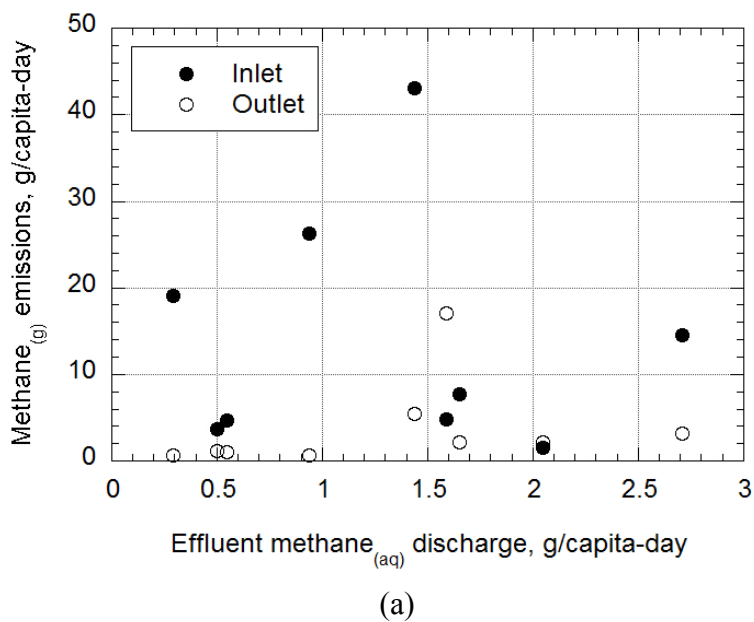 50
40
30
20
10
0
Methane(g) emissions, g/capita-day
Inlet
Outlet
0 0.5 1 1.5 2 2.5 3
Effluent methane(aq) discharge, g/capita-day
(a)